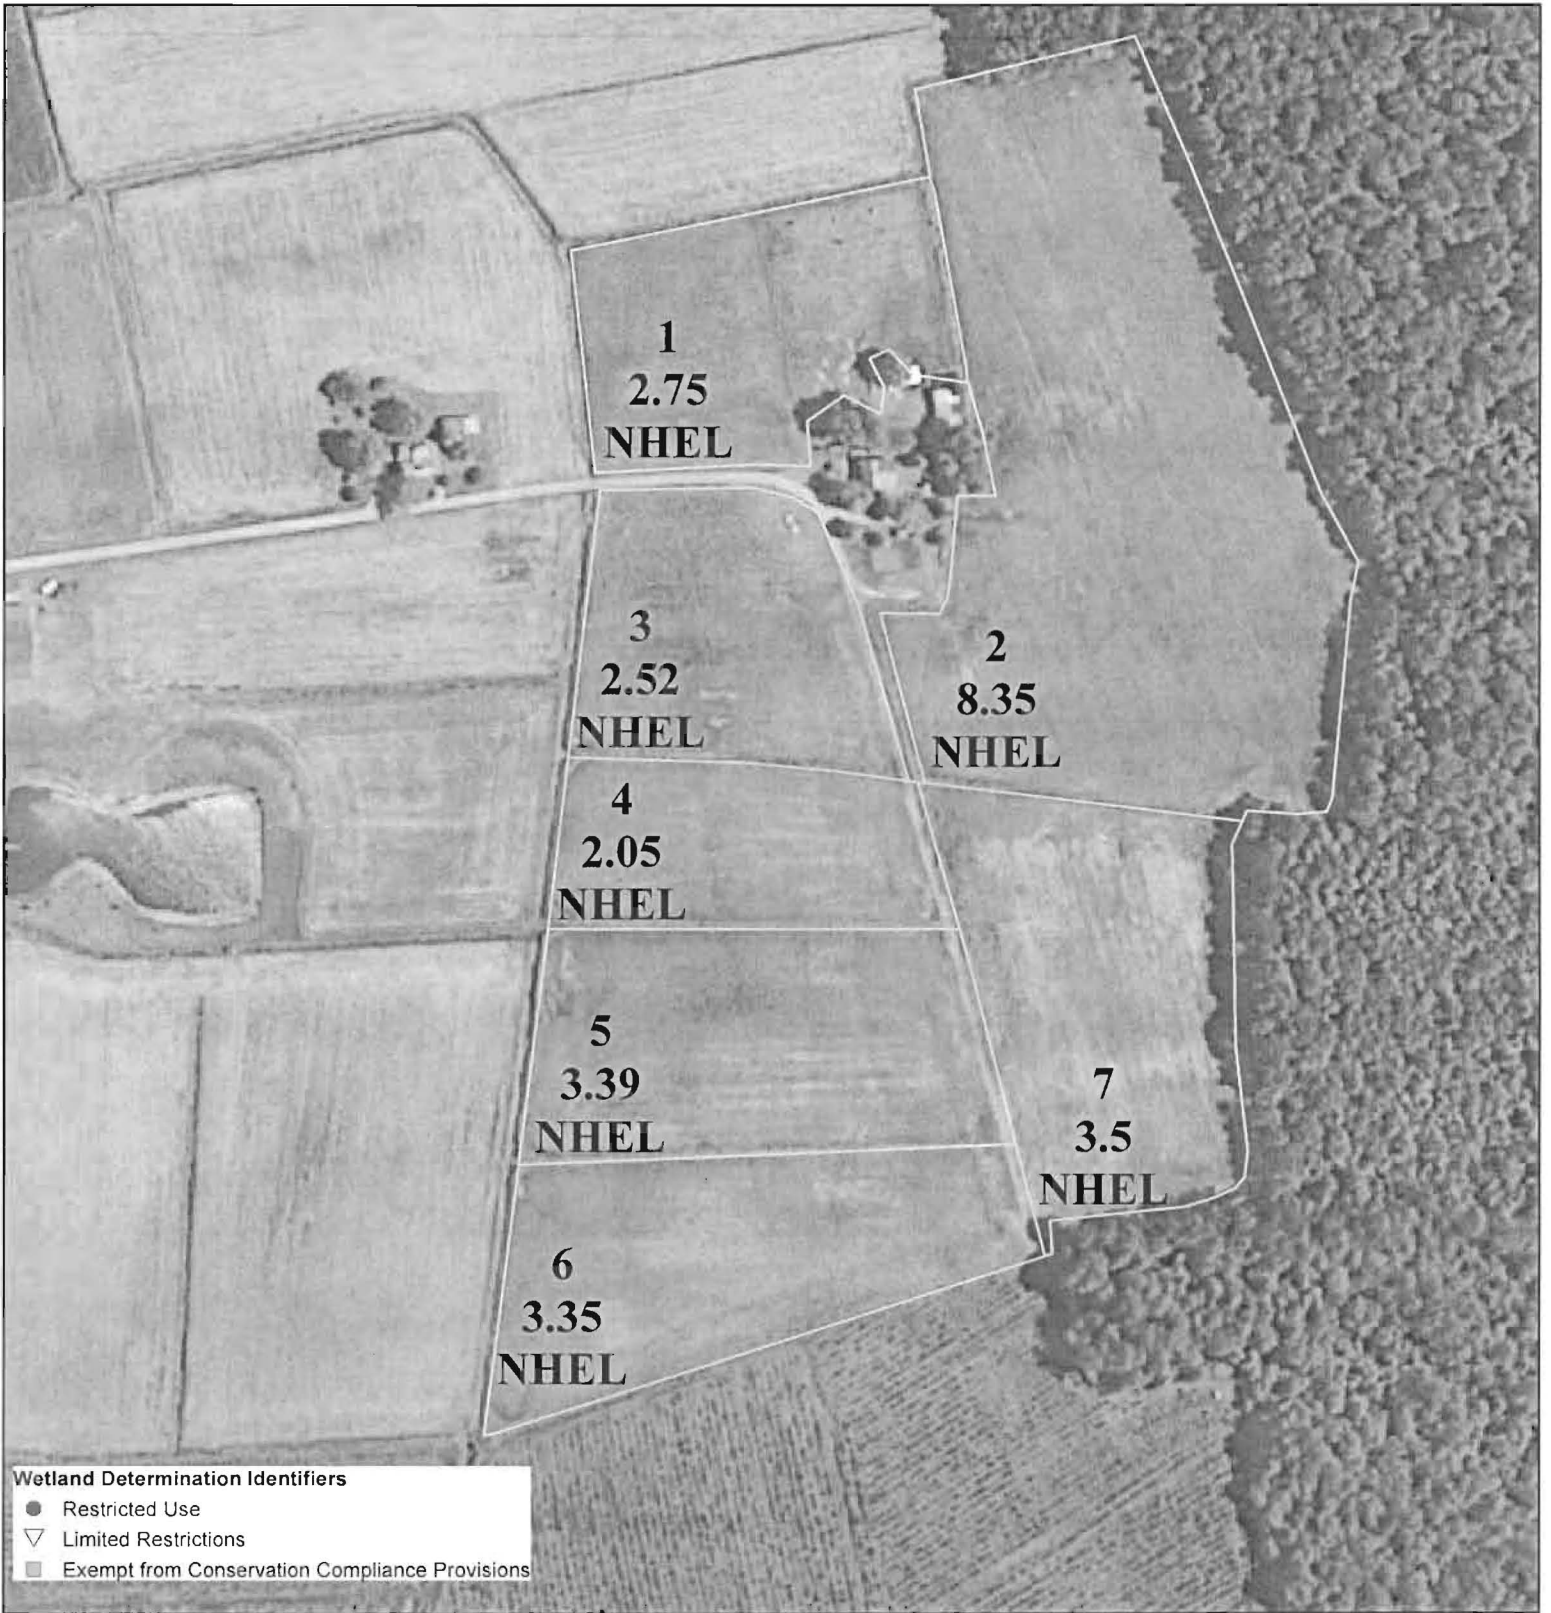 1
2.75
NHEL
3
2.52
NHEL
2
8.35
NHEL
4
2.05
NHEL
5
3.39
NHEL
7
3.5
NHEL
6
3.35
NHEL
Wetland Determination Identifiers
Restricted Use
Limited Restrictions
Exempt from Conservation Compliance Provisions